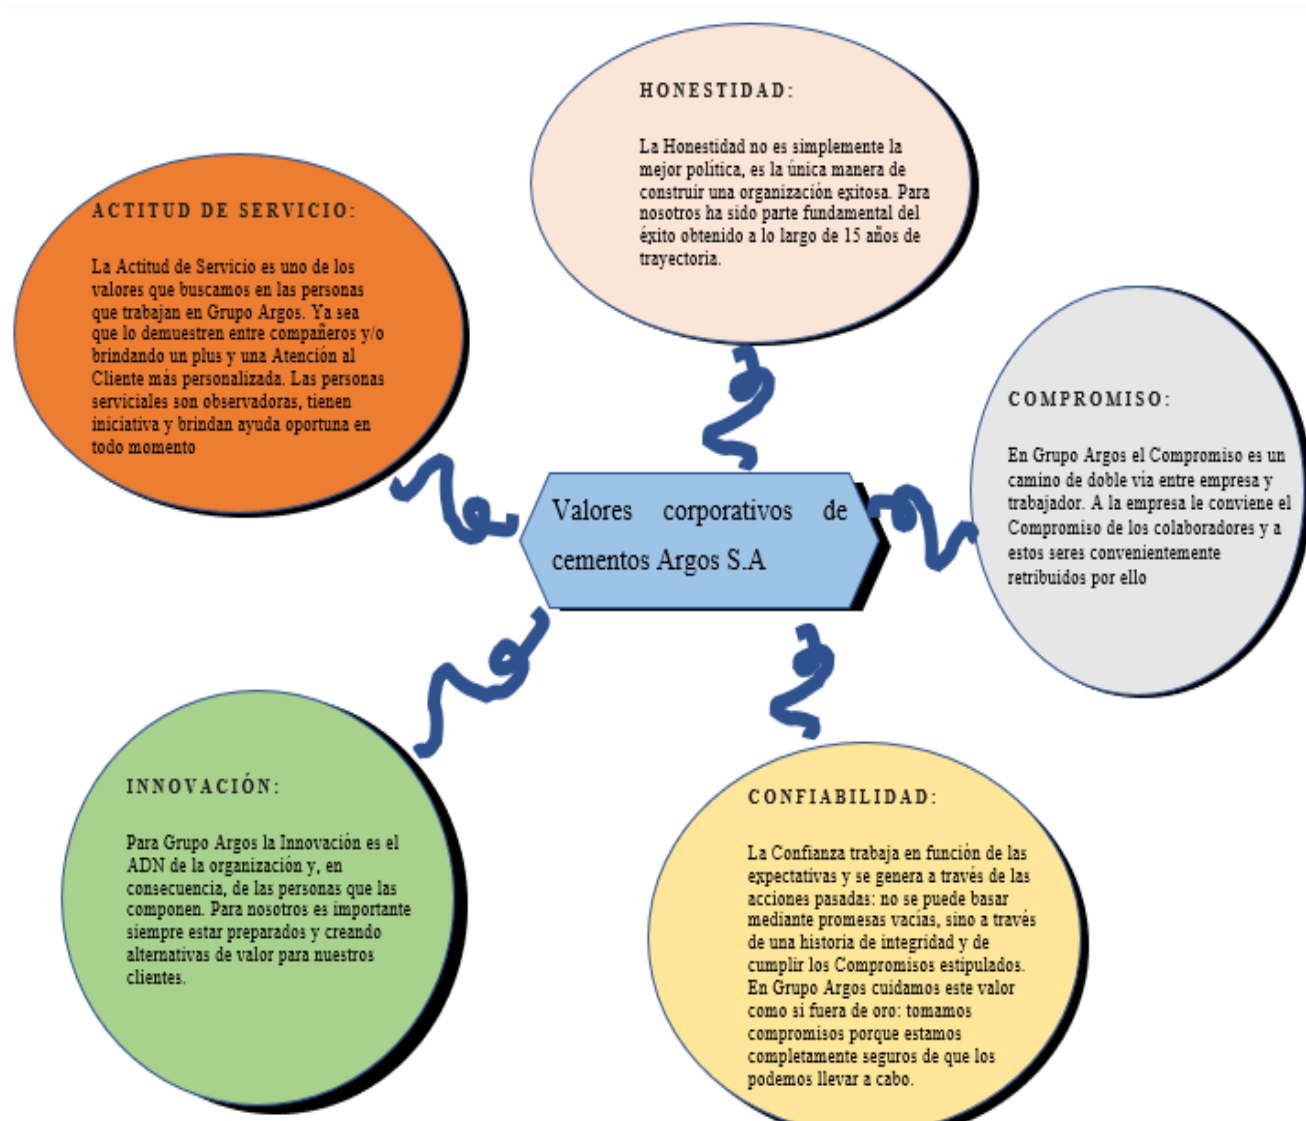 HONESTIDAD:
La Honestidad no es simplemente la
mejor política, es la única manera de
construir una organización exitosa. Para
nosotros ha sido parte fundamental del
éxito obtenido a lo largo de 15 años de
trayectoria.
ACTITUD DE SERVICIO:
La Actitud de Servicio es uno de los
valores que buscamos en las personas
que trabajan en Grupo Argos. Ya sea
que lo demuestren entre compañeros y/o
brindando un plus y una Atención al
Cliente más personalizada. Las personas
serviciales son observadoras, tienen
iniciativa y brindan ayuda oportuna en
todo momento
COMPROMISO:
En Grupo Argos el Compromiso es un
camino de doble vía entre empresa y
trabajador. A la empresa le conviene el
Compromiso de los colaboradores y a
estos seres convenientemente
retribuidos por ello
Valores corporativos de
cementos Argos S.A
INNOVACIÓN:
Para Grupo Argos la Innovación es el
ADN de la organización y, en
consecuencia, de las personas que las
componen. Para nosotros es importante
siempre estar preparados y creando
alternativas de valor para nuestros
clientes.
CONFIABILIDAD:
La Confianza trabaja en función de las
expectativas y se genera a través de las
acciones pasadas: no se puede basar
mediante promesas vacías, sino a través
de una historia de integridad y de
cumplir los Compromisos estipulados.
En Grupo Argos cuidamos este valor
como si fuera de oro: tomamos
compromisos porque estamos
completamente seguros de que los
podemos llevar a cabo.